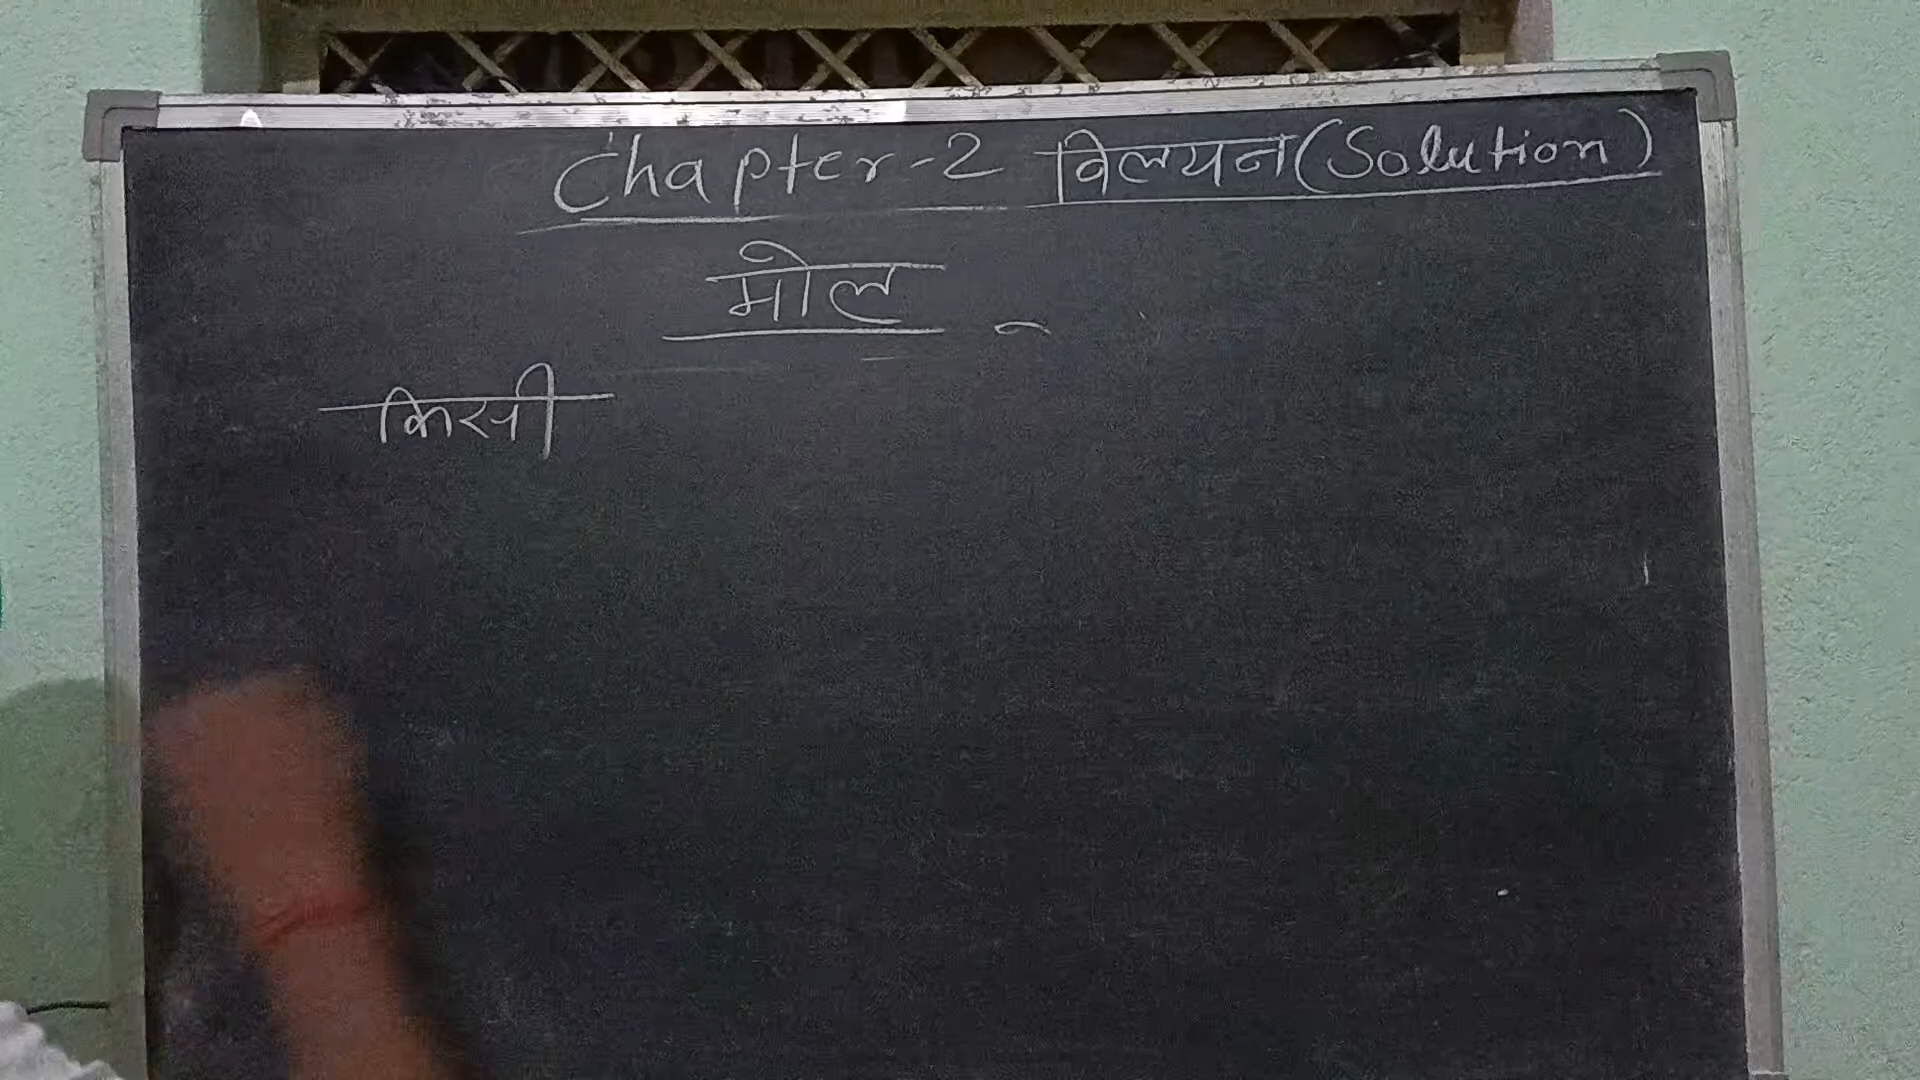 Chapter-2 विलयन (Solution)
मोल
किसी